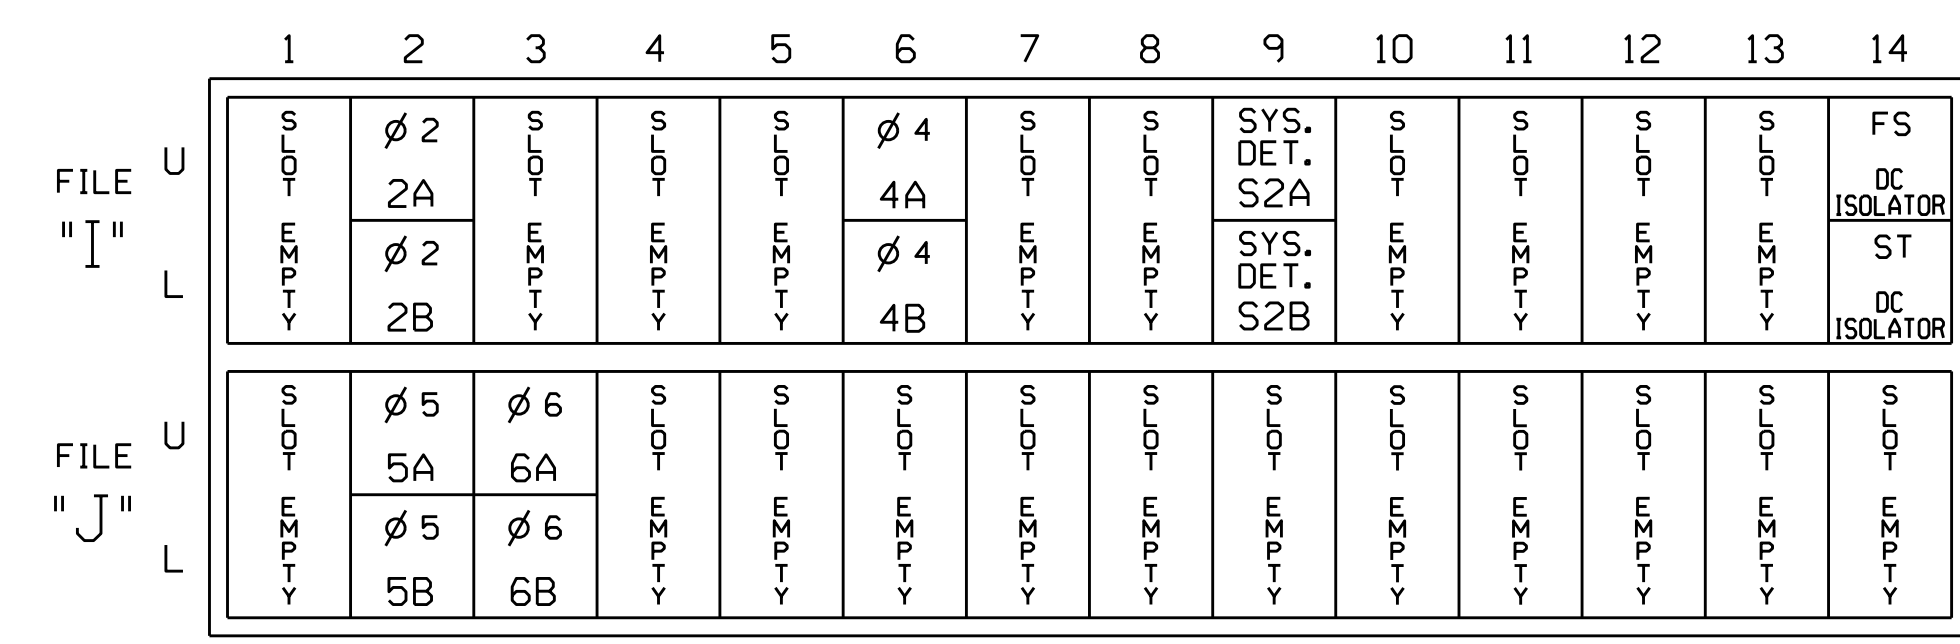 1 2 3 4 5 6 7 8 9 10 11 12 13 14
FILE "I"
U
L
SLOT EMPTY
Ø 2
2A
Ø 2
2B
SLOT EMPTY
SLOT EMPTY
SLOT EMPTY
Ø 4
4A
Ø 4
4B
SLOT EMPTY
SLOT EMPTY
SYS.
DET.
S2A
SYS.
DET.
S2B
SLOT EMPTY
SLOT EMPTY
SLOT EMPTY
SLOT EMPTY
FS
DC
ISOLATOR
ST
DC
ISOLATOR
FILE "J"
U
L
SLOT EMPTY
Ø 5
5A
Ø 5
5B
Ø 6
6A
Ø 6
6B
SLOT EMPTY
SLOT EMPTY
SLOT EMPTY
SLOT EMPTY
SLOT EMPTY
SLOT EMPTY
SLOT EMPTY
SLOT EMPTY
SLOT EMPTY
SLOT EMPTY
SLOT EMPTY